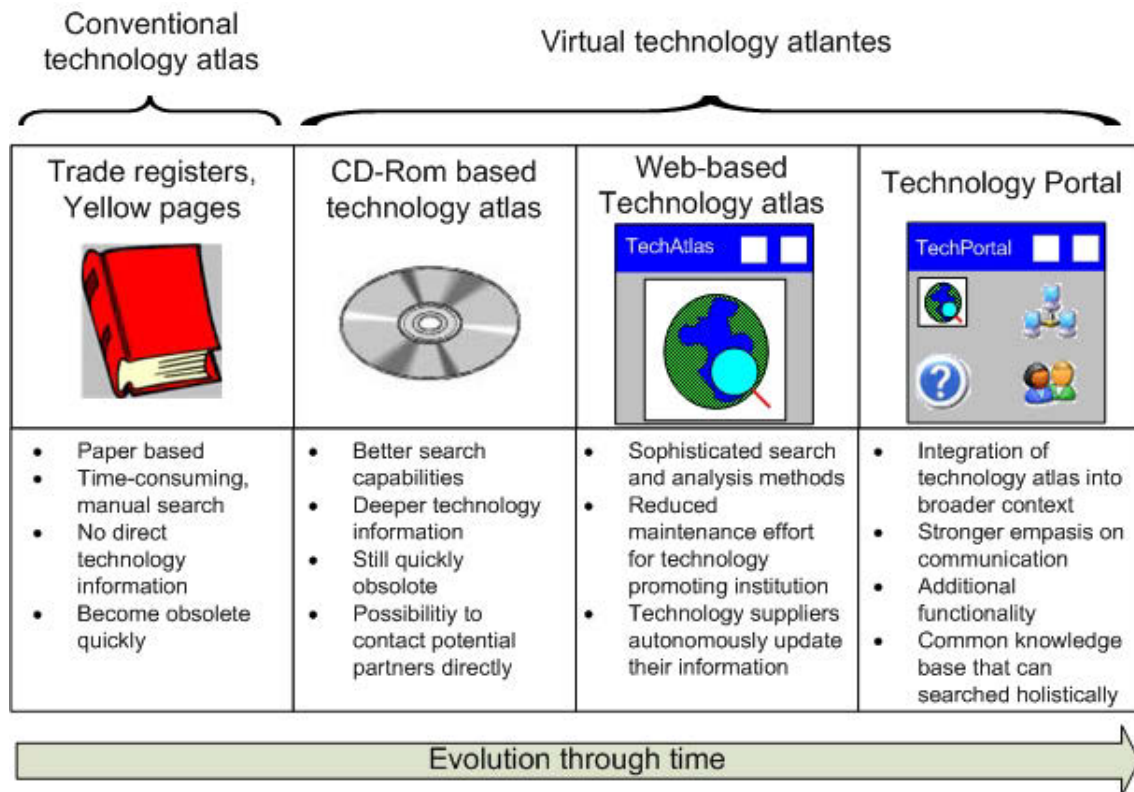 Conventional
technology atlas
Virtual technology atlantes
Trade registers,
Yellow pages
CD-Rom based
technology atlas
Web-based
Technology atlas
TechAtlas
Technology Portal
TechPortal
?
• Paper based
• Time-consuming,
manual search
• No direct
technology
information
• Become obsolete
quickly
• Better search
capabilities
• Deeper technology
information
• Still quickly
obsolote
• Possibilitiy to
contact potential
partners directly
• Sophisticated search
and analysis methods
• Reduced
maintenance effort
for technology
promoting institution
• Technology suppliers
autonomously update
their information
• Integration of
technology atlas into
broader context
• Stronger empasis on
communication
• Additional
functionality
• Common knowledge
base that can
searched holistically
Evolution through time